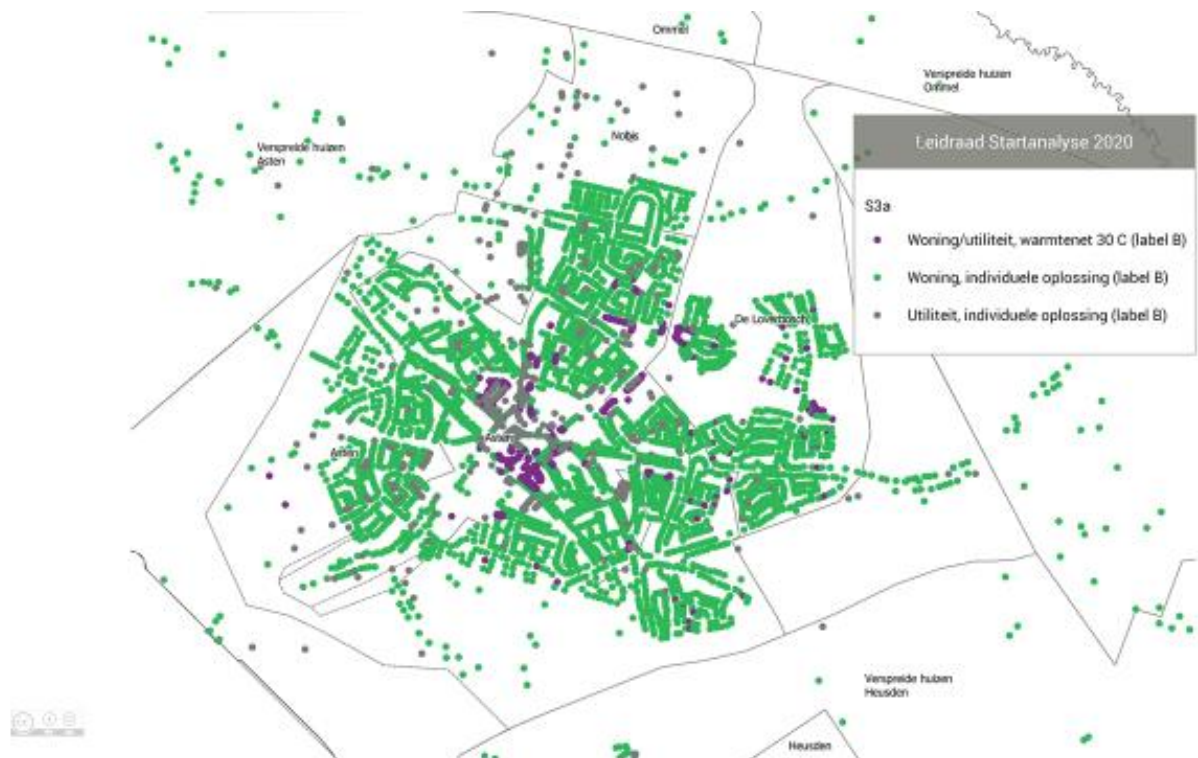 Ommel
Verspreide huizen
Ommel
Nobis
Verspreide huizen
Asten
Leidraad Startanalyse 2020
S3a
Woning/utiliteit, warmtenet 30 C (label B)
Woning, individuele oplossing (label B)
Utiliteit, individuele oplossing (label B)
De Loverbosch
Asten
Asten
Verspreide huizen
Heusden
Heusden